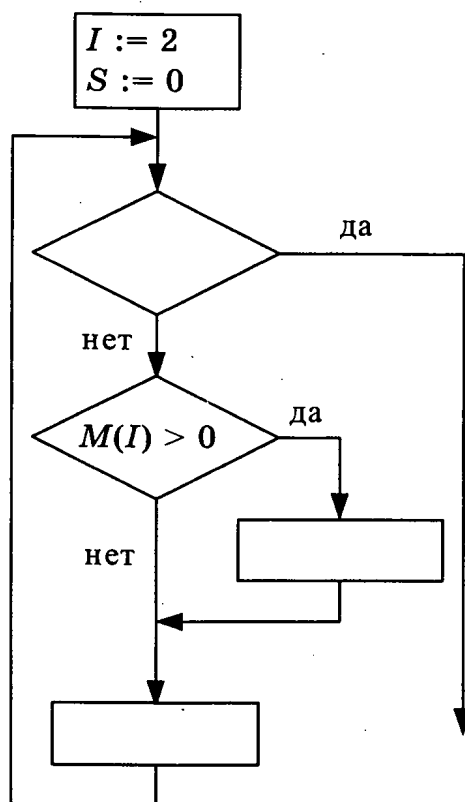 I := 2
S := 0
да
нет
M(I) > 0
да
нет